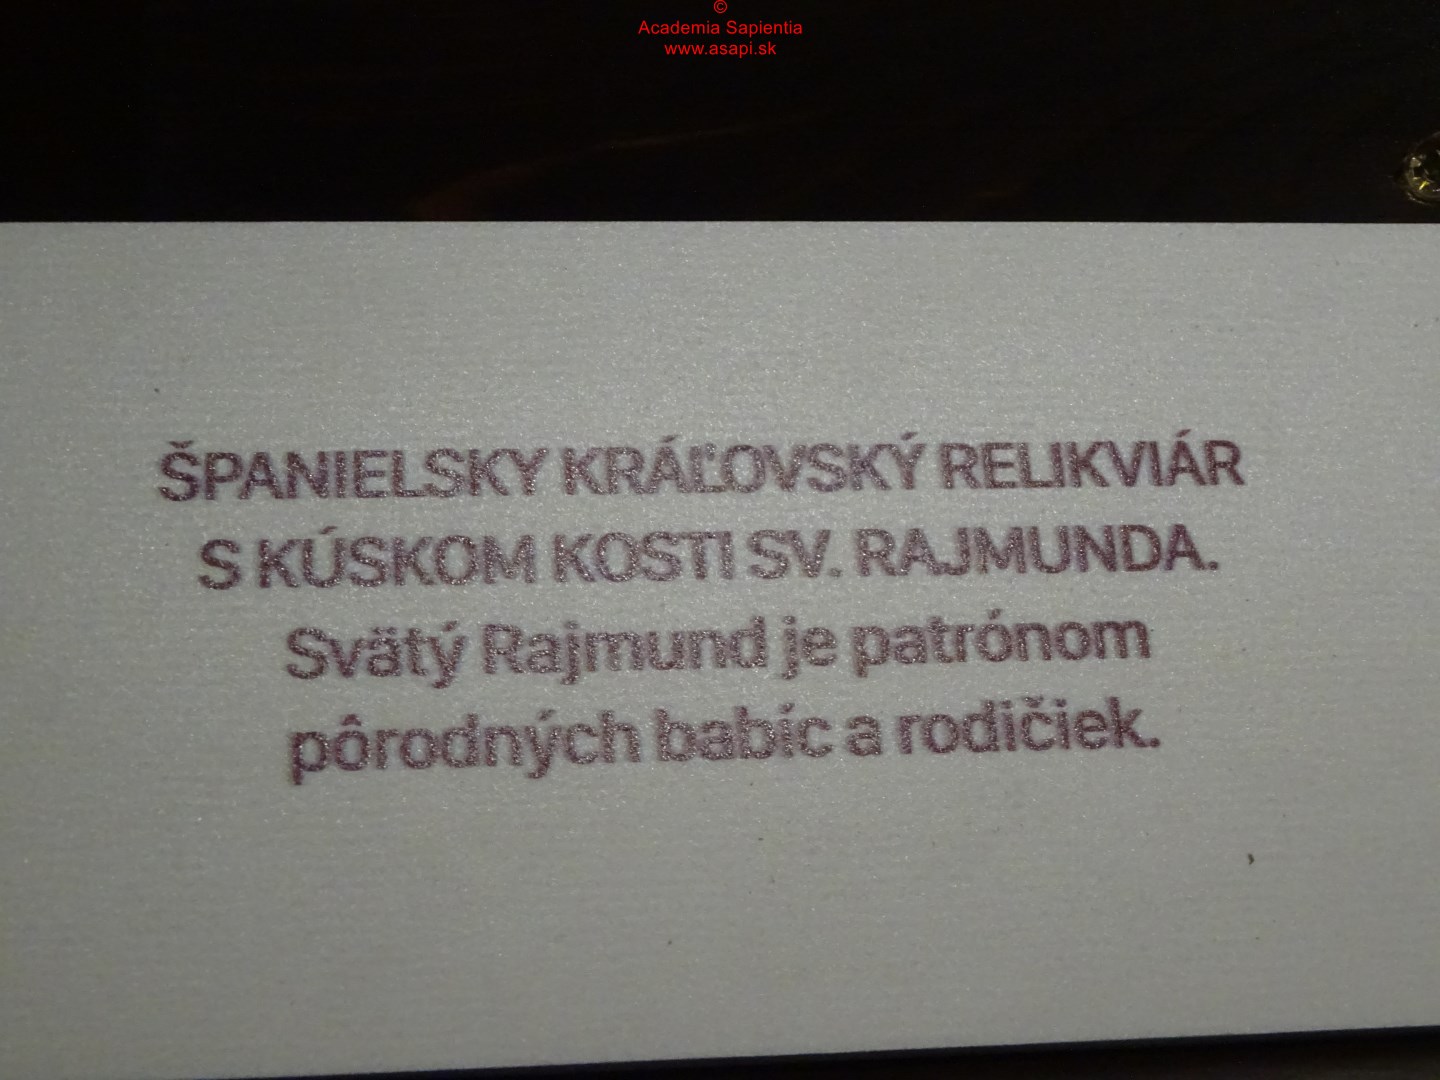 ©
Academia Sapientia
www.asapi.sk
ŠPANIELSKY KRÁĽOVSKÝ RELIKVIÁR
S KÚSKOM KOSTI SV. RAJMUNDA.
Svätý Rajmund je patrónom
pôrodných babíc a rodičiek.